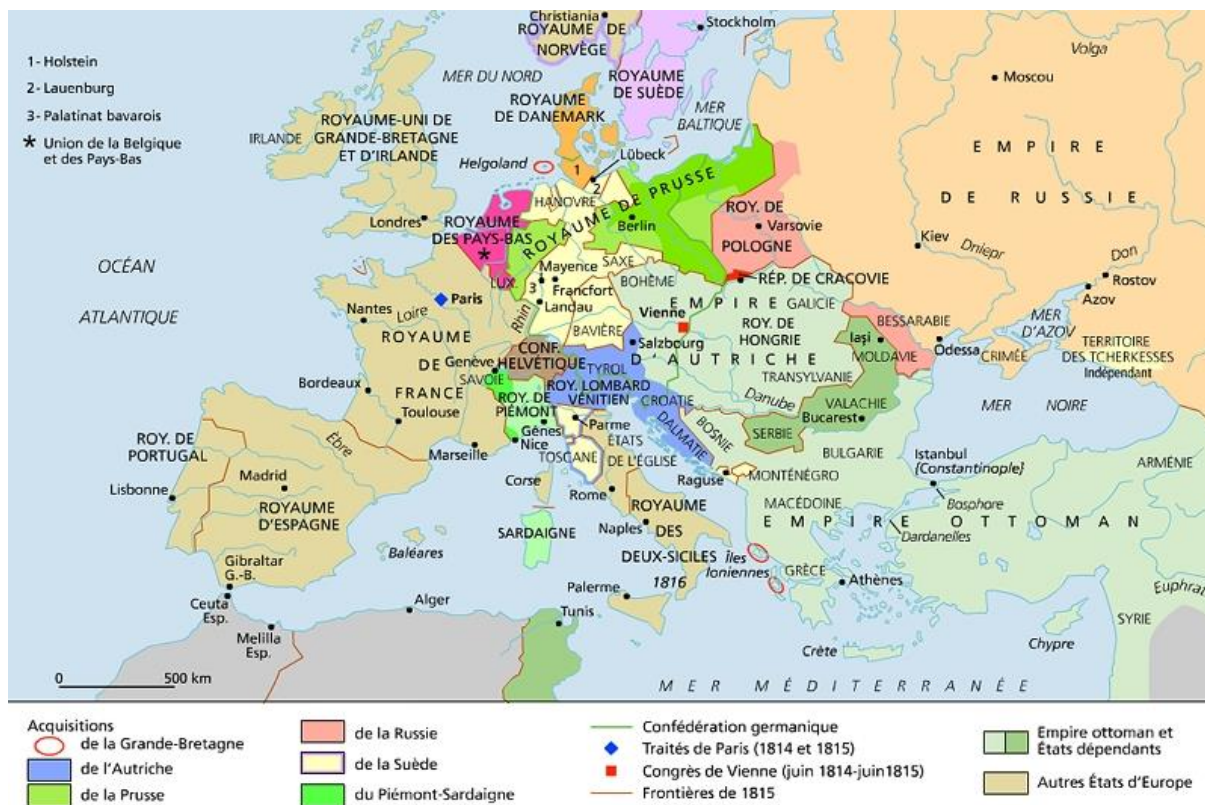 1- Holstein
2- Lauenburg
3- Palatinat bavarois
* Union de la Belgique
et des Pays-Bas
Christiania
ROYAUME DE
NORVÈGE
Stockholm
MER DU NORD
ROYAUME
DE SUÈDE
ROYAUME
DE DANEMARK
MER
BALTIQUE
Volga
Moscou
EMPIRE
DE RUSSIE
IRLANDE
ROYAUME-UNI DE
GRANDE-BRETAGNE
ET D'IRLANDE
Helgoland
1
2
Lübeck
HANOVRE
ROYAUME DE PRUSSE
Berlin
ROY. DE
POLOGNE
Varsovie
Londres
ROYAUME
DES PAYS-BAS
*
LUX
SAXE
Mayence
Francfort
3
Landau
BOHÈME
RÉP. DE CRACOVIE
Kiev
Dniepr
Don
Rostov
Azov
OCÉAN
ATLANTIQUE
Paris
Nantes
Loire
Rhin
ROYAUME
DE
FRANCE
BAVIÈRE
Vienne
Salzbourg
EMPIRE
D'AUTRICHE
GALICIE
ROY. DE
HONGRIE
TRANSYLVANIE
BESSARABIE
Iaşi
MOLDAVIE
Odessa
MER
D'AZOV
CRIMÉE
TERRITOIRE
DES TCHERKESSES
Indépendant
Genève
CONF.
HELVÉTIQUE
SAVOIE
TYROL
ROY. LOMBARD
VÉNITIEN
ROY. DE
PIÉMONT
CROATIE
Danube
VALACHIE
Bucarest
MER NOIRE
Bordeaux
Toulouse
Marseille
Gênes
Nice
Parme
TOSCANE
ÉTATS
DE L'ÉGLISE
DALMATIE
BOSNIE
SERBIE
BULGARIE
ROY. DE
PORTUGAL
Lisbonne
Èbre
Madrid
ROYAUME
D'ESPAGNE
Corse
Rome
Raguse
MONTÉNÉGRO
MACÉDOINE
Istanbul
{Constantinople}
Bosphore
ARMÉNIE
EMPIRE OTTOMAN
Dardanelles
SARDAIGNE
Naples
ROYAUME
DES
DEUX-SICILES
1816
Îles
Ioniennes
GRÈCE
Athènes
Euphrat
Baléares
Gibraltar
G.-B.
Ceuta
Esp.
Melilla
Esp.
Alger
Palerme
Tunis
Crète
Chypre
SYRIE
0 500 km
MER MÉDITERRANÉE
Acquisitions
de la Grande-Bretagne
de l'Autriche
de la Prusse
de la Russie
de la Suède
du Piémont-Sardaigne
Confédération germanique
Traités de Paris (1814 et 1815)
Congrès de Vienne (juin 1814-juin1815)
Frontières de 1815
Empire ottoman et
États dépendants
Autres États d'Europe